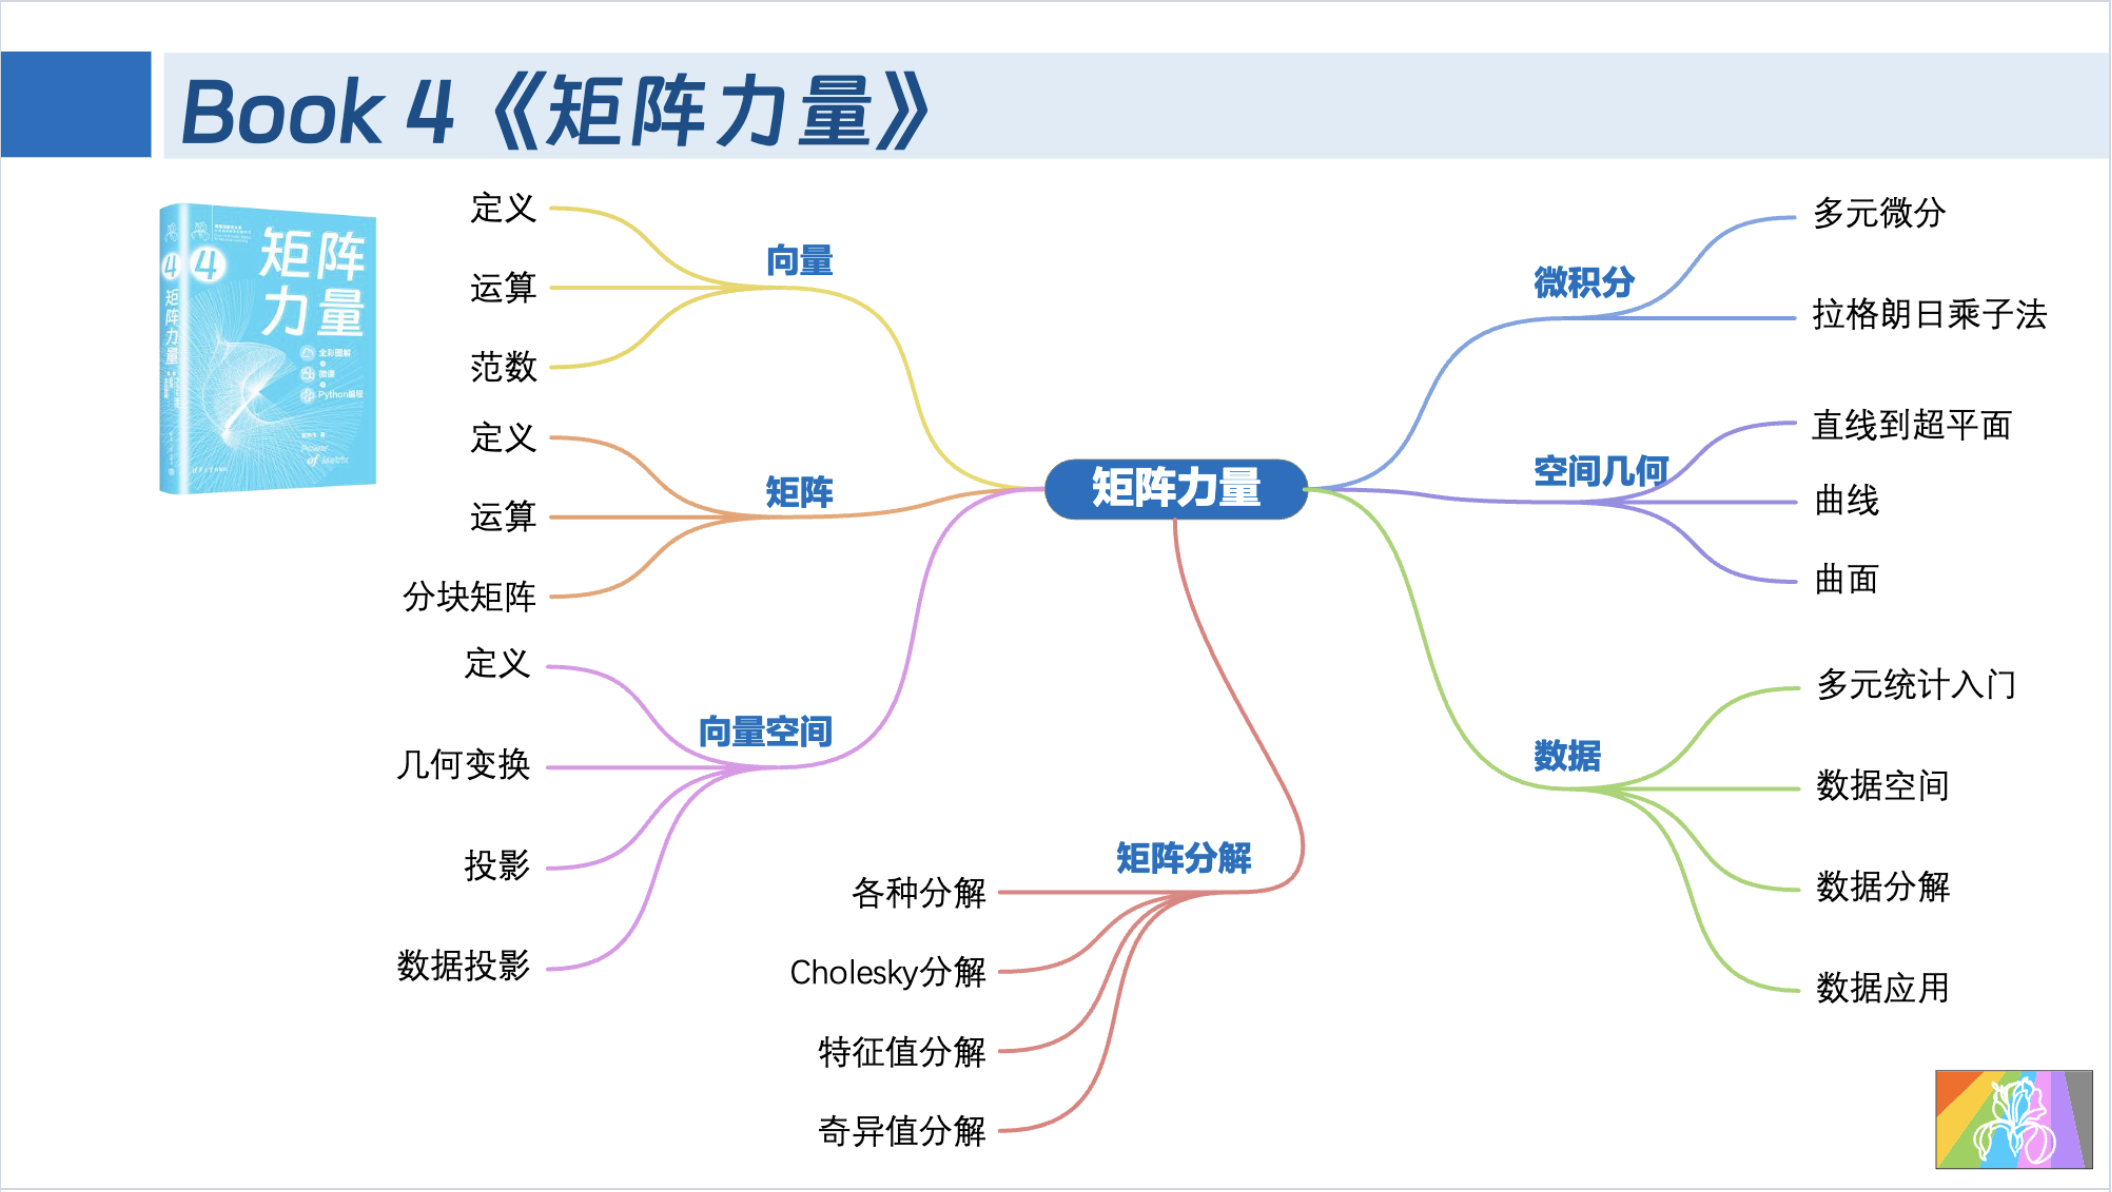 Book 4《矩阵力量》
4
矩阵力量
4
矩阵
力量
全彩图解
微课
Python编程
Power
of Matrix
定义
运算
范数
向量
定义
运算
分块矩阵
矩阵
定义
几何变换
投影
数据投影
向量空间
矩阵力量
矩阵分解
各种分解
Cholesky分解
特征值分解
奇异值分解
微积分
多元微分
拉格朗日乘子法
空间几何
直线到超平面
曲线
曲面
数据
多元统计入门
数据空间
数据分解
数据应用